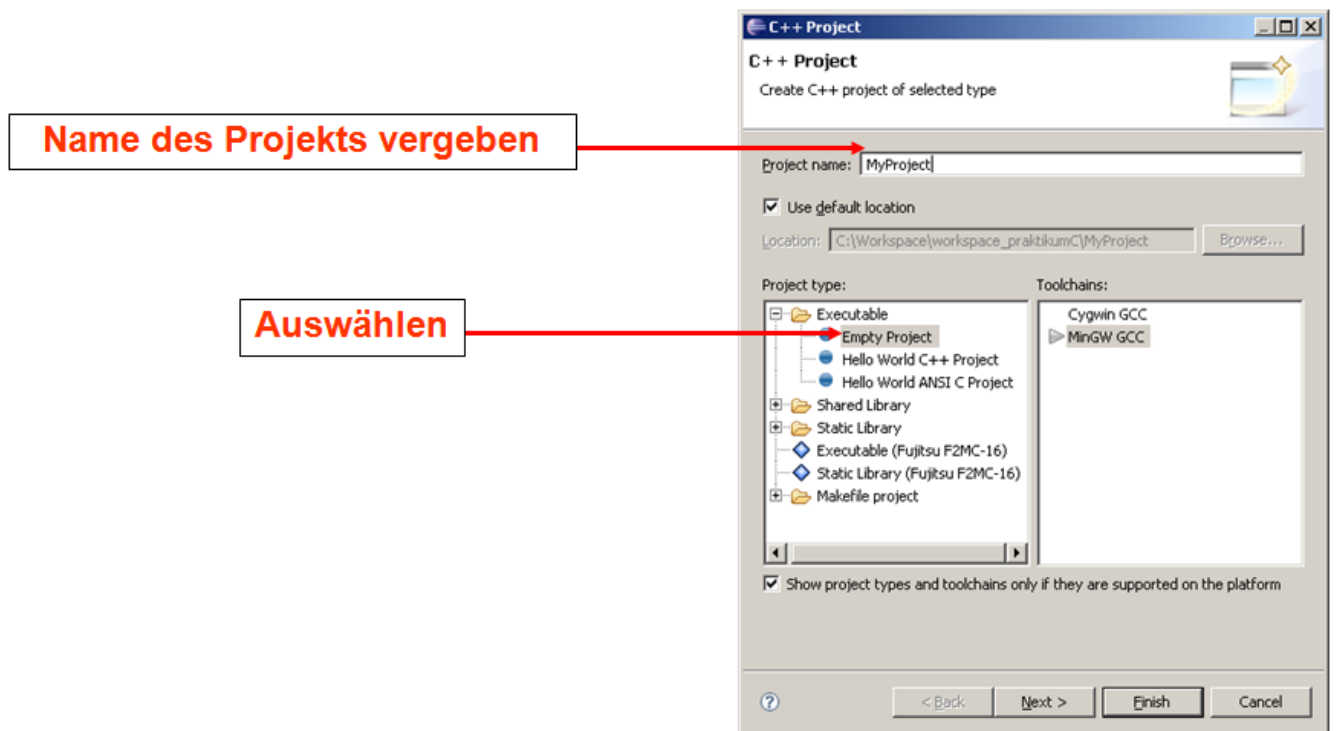 C++ Project
C++ Project
Create C++ project of selected type
Name des Projekts vergeben
Project name: MyProject
Use default location
Location: C:\Workspace\workspace_praktikumC\MyProject Browse...
Project type: Toolchains:
Auswählen
Executable Cygwin GCC
Empty Project MinGW GCC
Hello World C++ Project
Hello World ANSI C Project
Shared Library
Static Library
Executable (Fujitsu F2MC-16)
Static Library (Fujitsu F2MC-16)
Makefile project
Show project types and toolchains only if they are supported on the platform
< Back Next > Finish Cancel